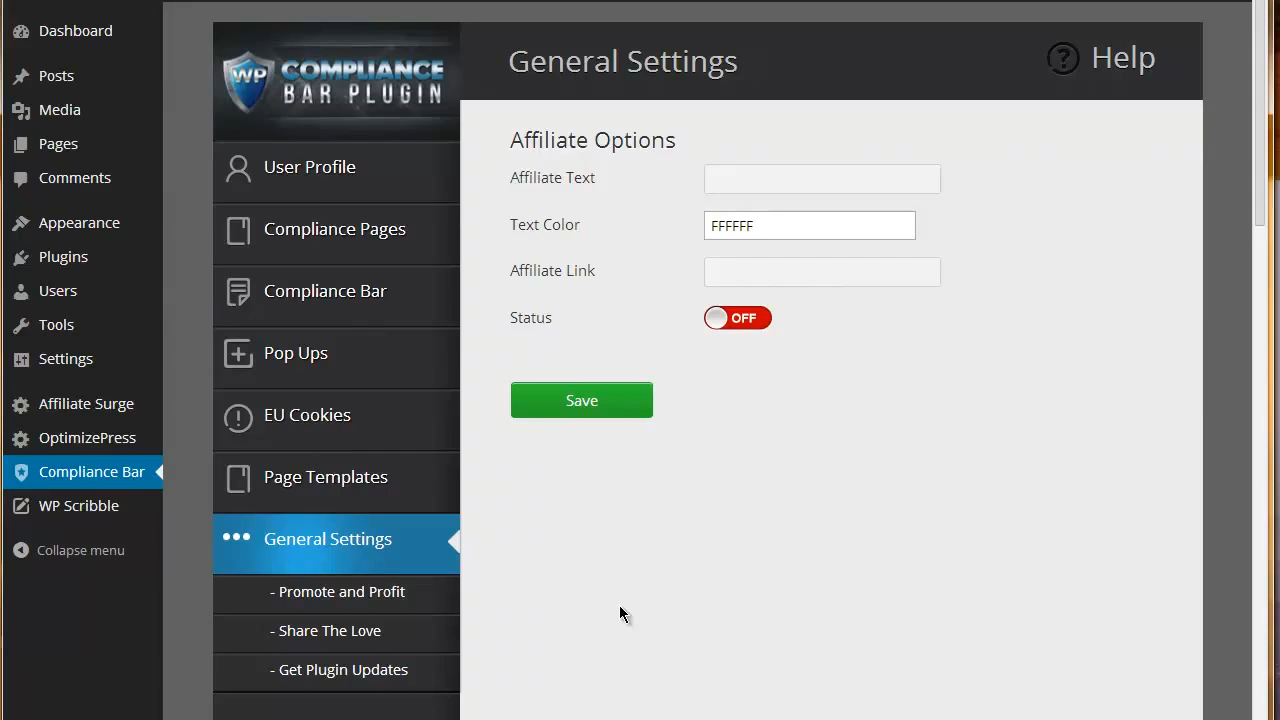 Dashboard
Posts
Media
Pages
Comments
Appearance
Plugins
Users
Tools
Settings
Affiliate Surge
OptimizePress
Compliance Bar
WP Scribble
Collapse menu
WP COMPLIANCE
BAR PLUGIN
User Profile
Compliance Pages
Compliance Bar
Pop Ups
EU Cookies
Page Templates
General Settings
- Promote and Profit
- Share The Love
- Get Plugin Updates
General Settings
? Help
Affiliate Options
Affiliate Text
Text Color FFFFFF
Affiliate Link
Status OFF
Save